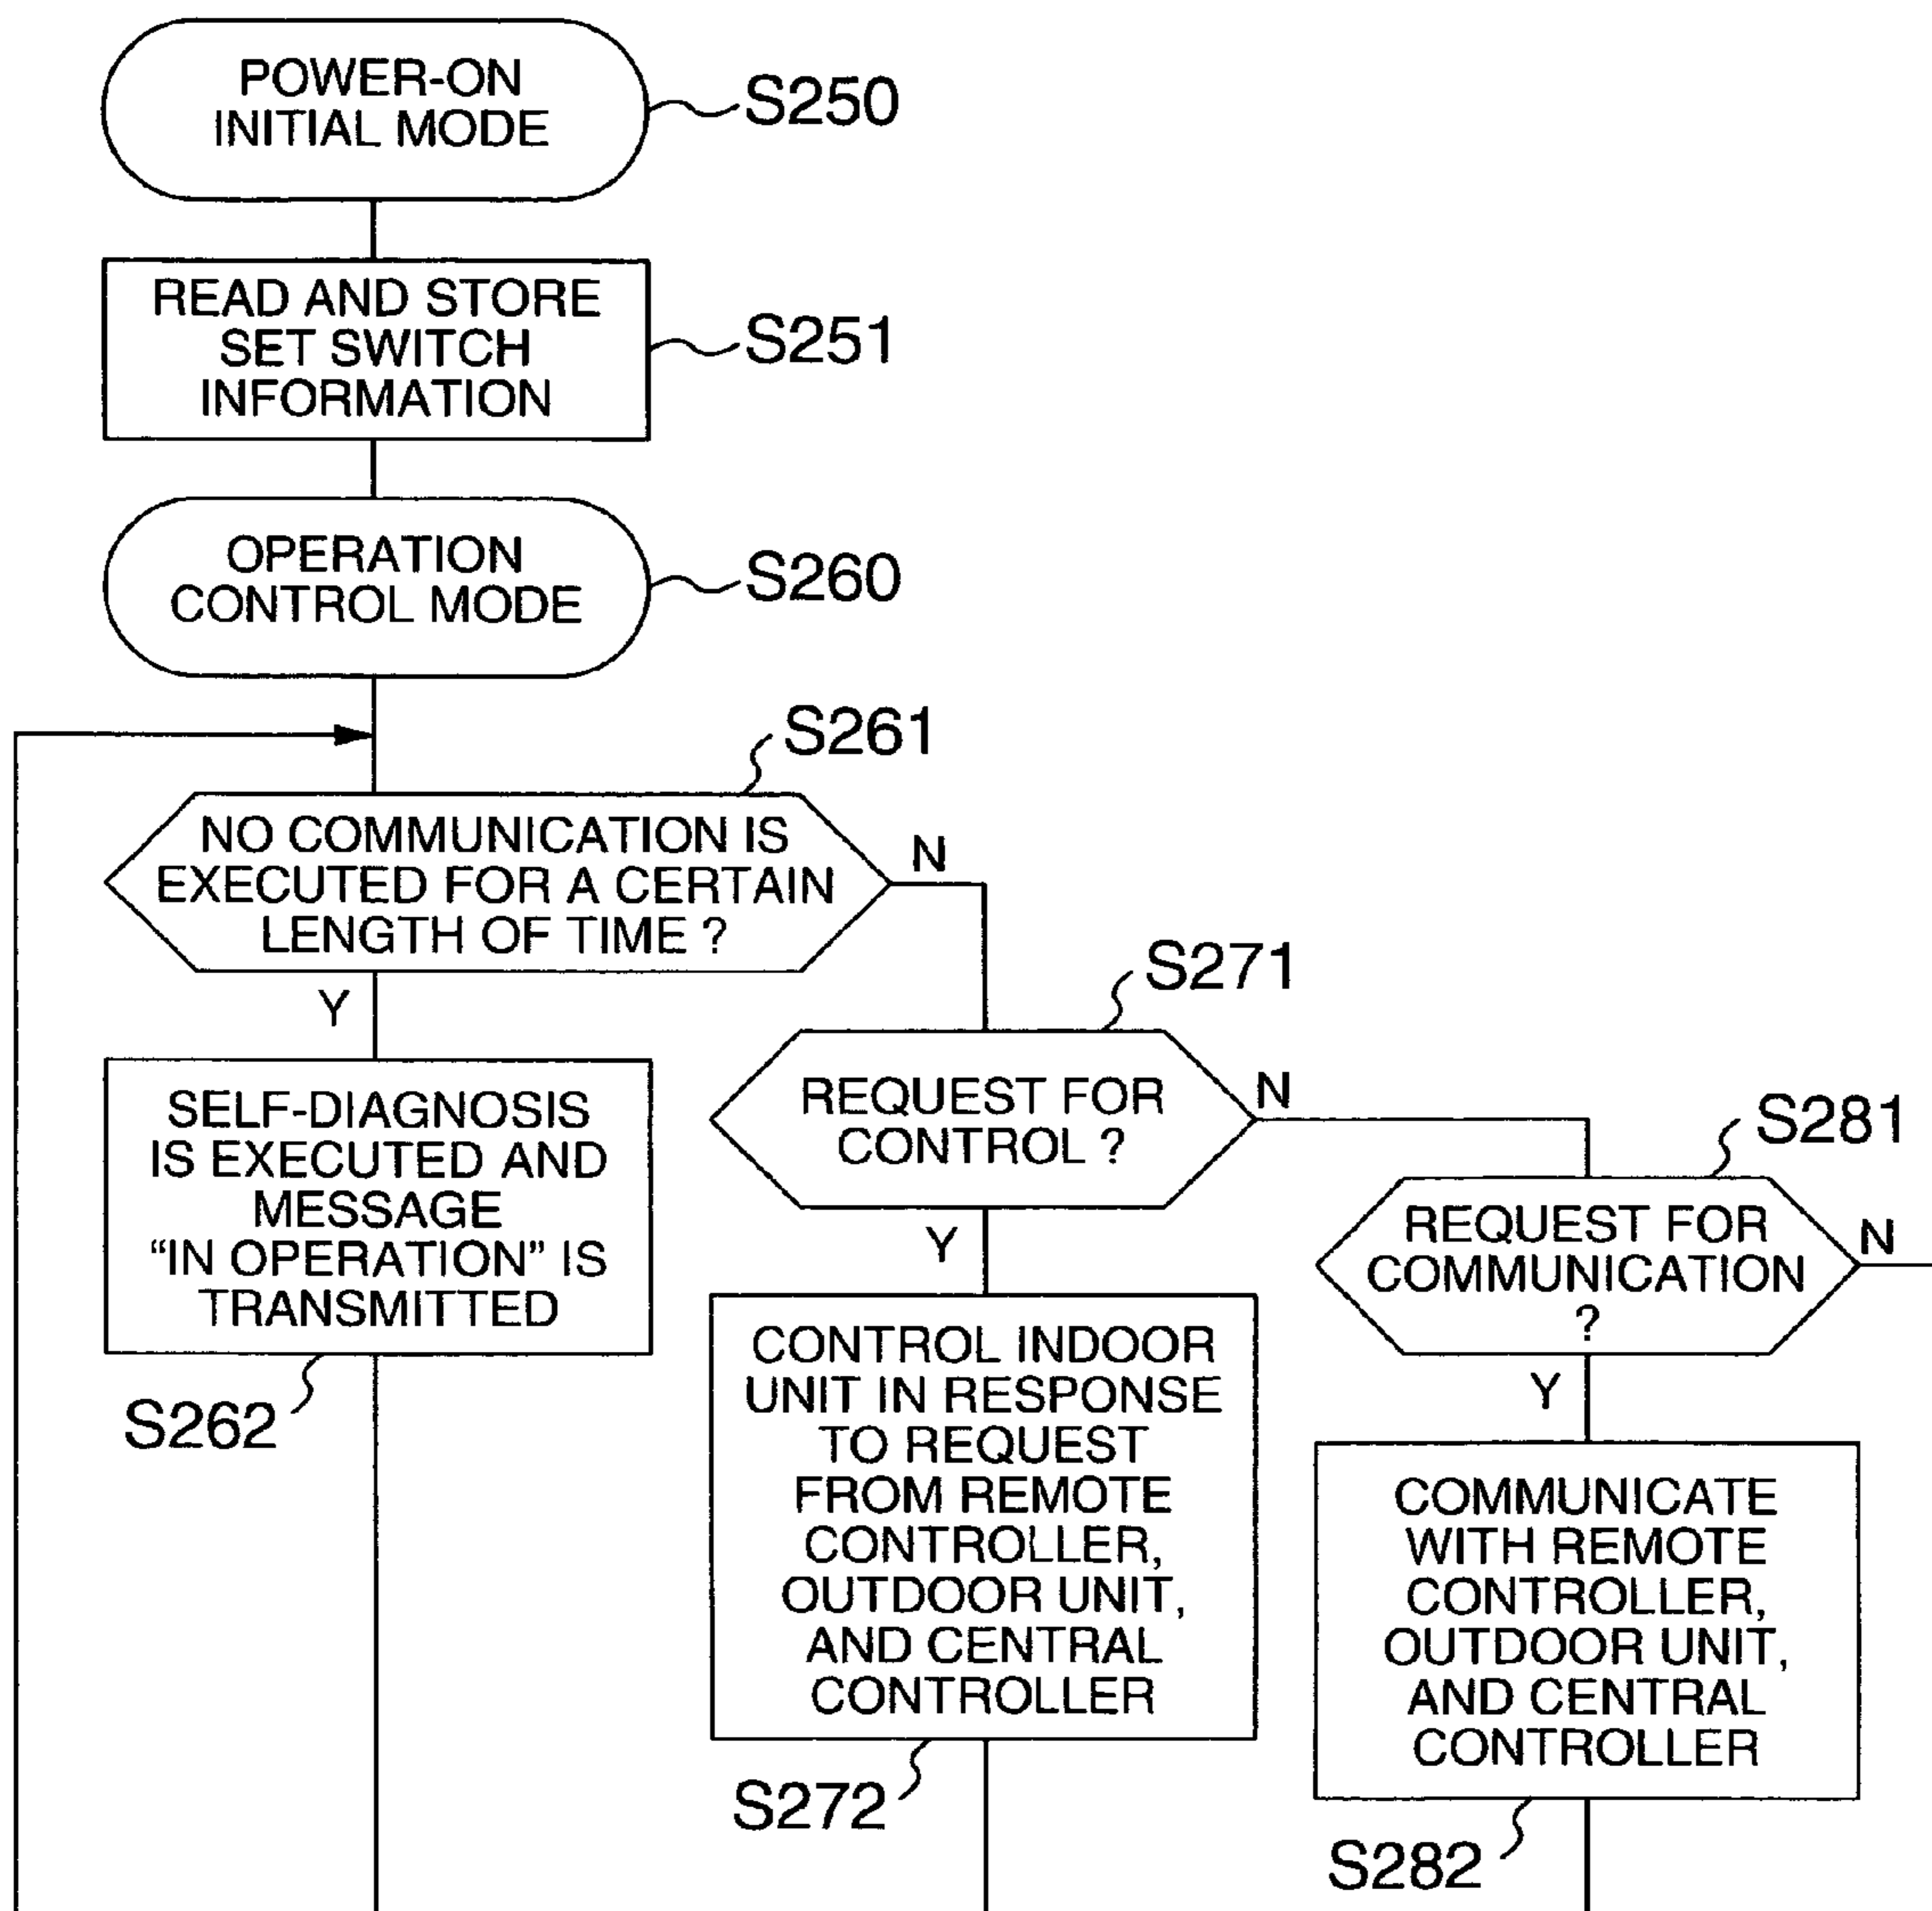 POWER-ON
INITIAL MODE
S250
READ AND STORE
SET SWITCH
INFORMATION
S251
OPERATION
CONTROL MODE
S260
S261
NO COMMUNICATION IS
EXECUTED FOR A CERTAIN
LENGTH OF TIME ?
N
Y
SELF-DIAGNOSIS
IS EXECUTED AND
MESSAGE
“IN OPERATION” IS
TRANSMITTED
S262
S271
REQUEST FOR
CONTROL ?
N
Y
CONTROL INDOOR
UNIT IN RESPONSE
TO REQUEST
FROM REMOTE
CONTROLLER,
OUTDOOR UNIT,
AND CENTRAL
CONTROLLER
S272
S281
REQUEST FOR
COMMUNICATION
?
N
Y
COMMUNICATE
WITH REMOTE
CONTROLLER,
OUTDOOR UNIT,
AND CENTRAL
CONTROLLER
S282